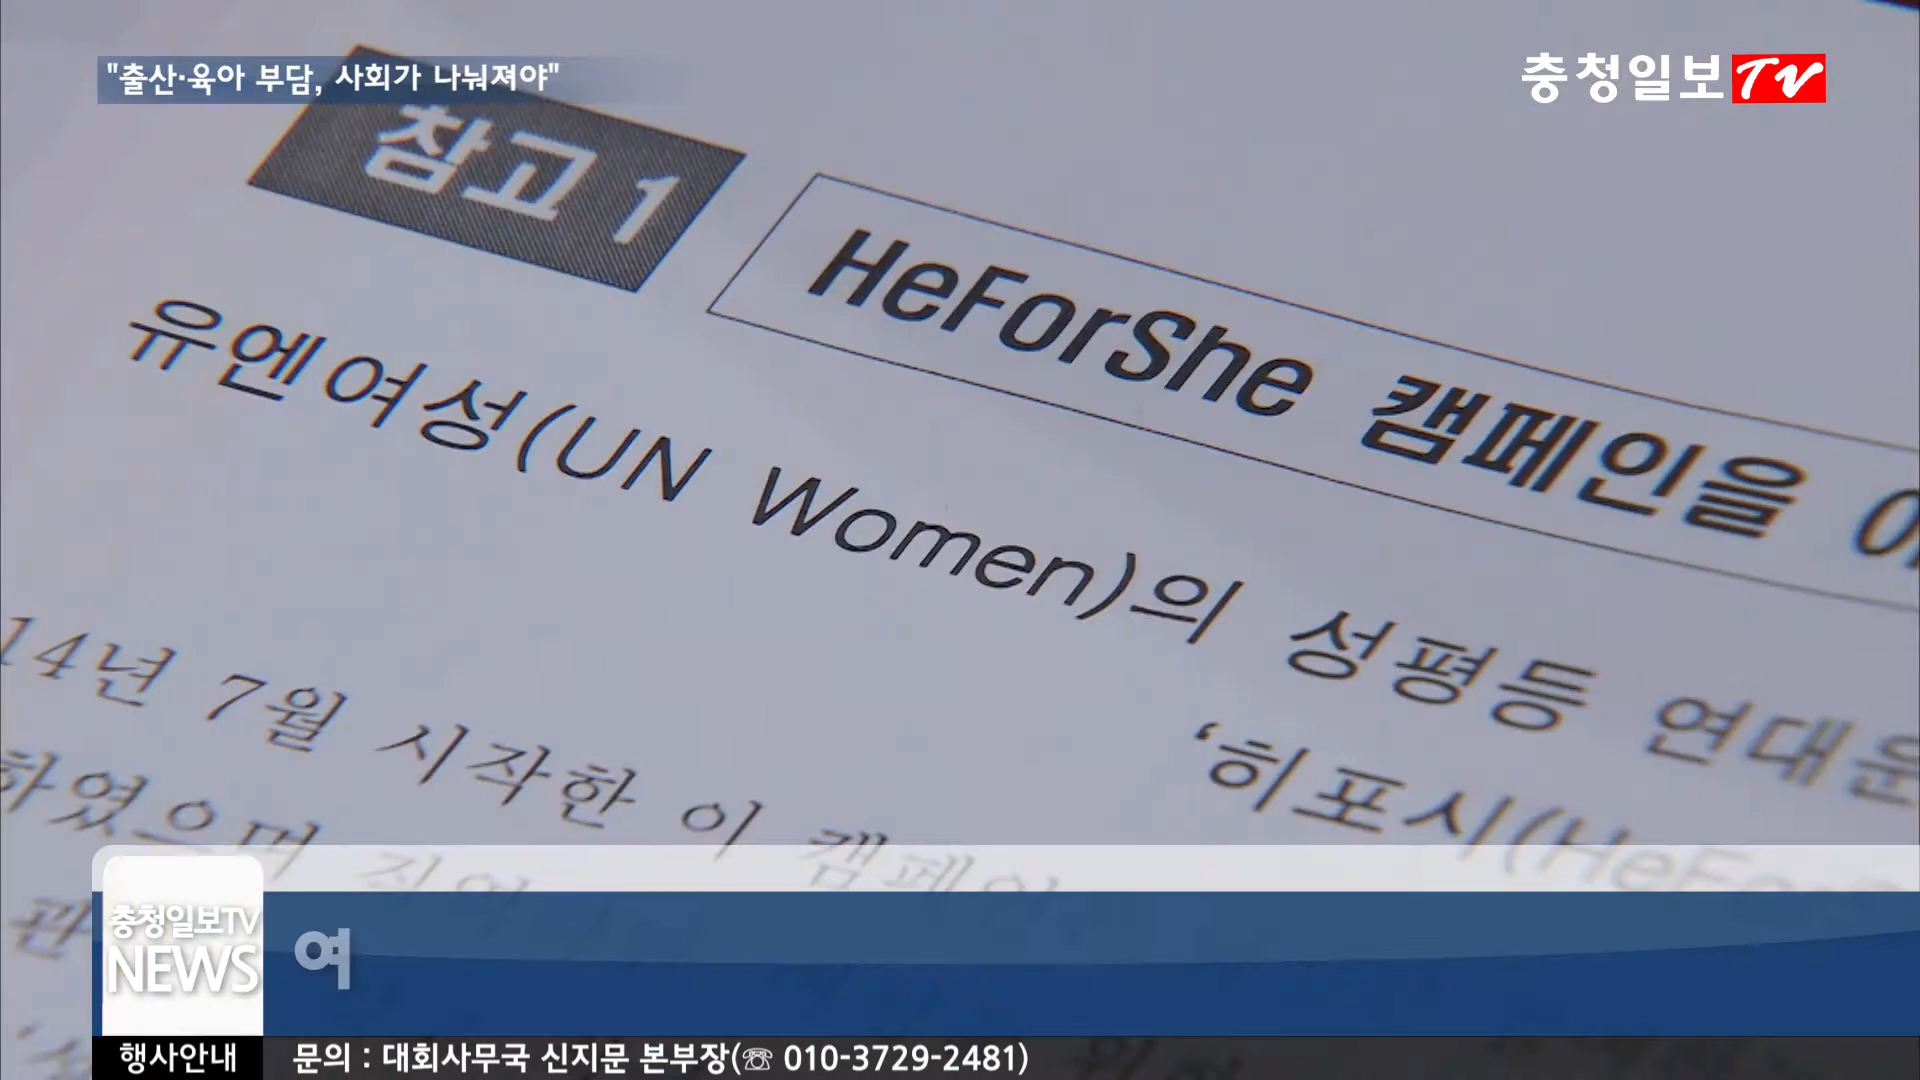 "출산·육아 부담, 사회가 나눠져야"
충청일보TV
참고 1
HeForShe 캠페인을
유엔여성(UN Women)의 성평등 연대운
‘히포시(HeFor
14년 7월 시작한 이 캠페인
하였으며
관
충청일보TV
NEWS
여
행사안내
문의 : 대회사무국 신지문 본부장(☏ 010-3729-2481)